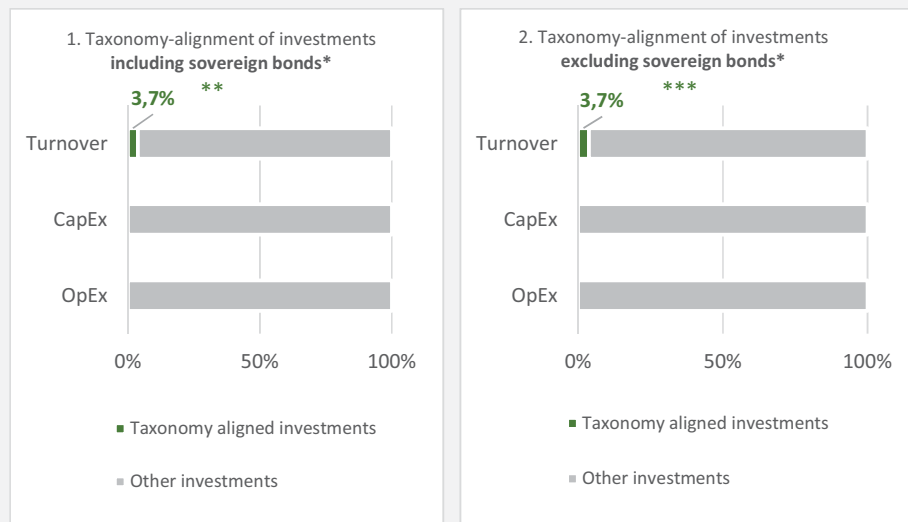 1. Taxonomy-alignment of investments
including sovereign bonds*
3,7% **
Turnover
CapEx
OpEx
0% 50% 100%
Taxonomy aligned investments
Other investments
2. Taxonomy-alignment of investments
excluding sovereign bonds*
3,7% ***
Turnover
CapEx
OpEx
0% 50% 100%
Taxonomy aligned investments
Other investments